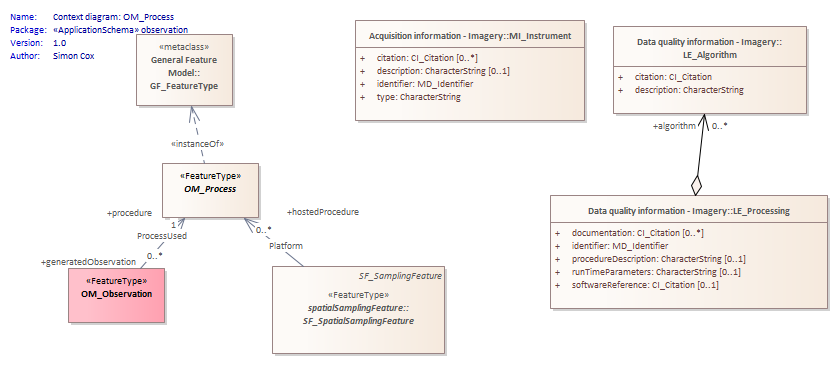 Name: Context diagram: OM_Process
Package: «ApplicationSchema» observation
Version: 1.0
Author: Simon Cox
«metaclass»
General Feature
Model::
GF_FeatureType
«instanceOf»
«FeatureType»
OM_Process
+procedure
1
ProcessUsed
+generatedObservation
0..*
«FeatureType»
OM_Observation
+hostedProcedure
0..*
Platform
SF_SamplingFeature
«FeatureType»
spatialSamplingFeature::
SF_SpatialSamplingFeature
Acquisition information - Imagery::MI_Instrument
+ citation: CI_Citation [0..*]
+ description: CharacterString [0..1]
+ identifier: MD_Identifier
+ type: CharacterString
Data quality information - Imagery::
LE_Algorithm
+ citation: CI_Citation
+ description: CharacterString
+algorithm
0..*
Data quality information - Imagery::LE_Processing
+ documentation: CI_Citation [0..*]
+ identifier: MD_Identifier
+ procedureDescription: CharacterString [0..1]
+ runTimeParameters: CharacterString [0..1]
+ softwareReference: CI_Citation [0..1]